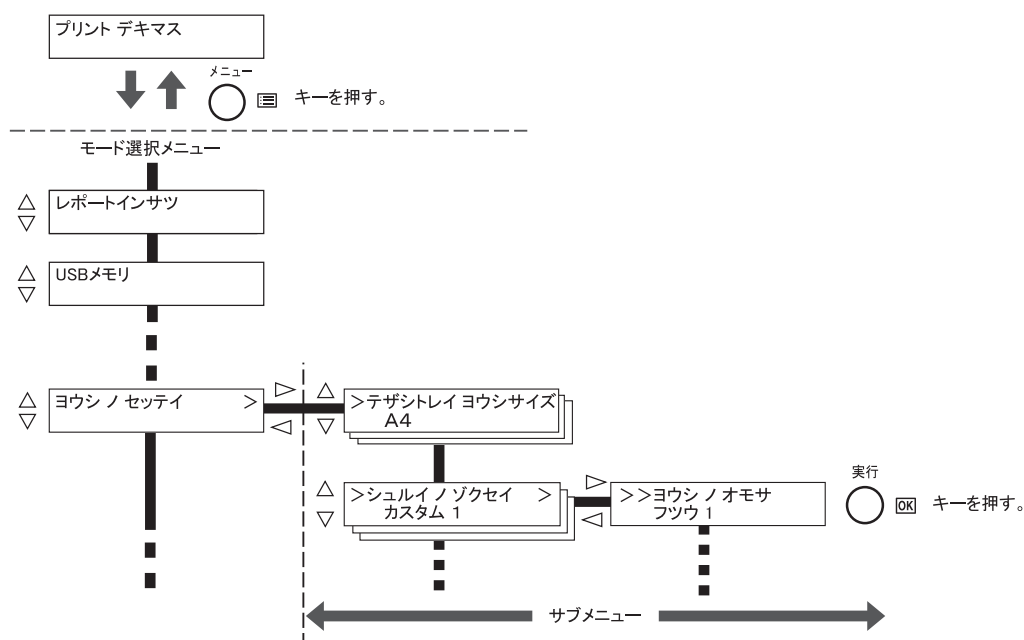 プリント デキマス
メニュー
キーを押す。
モード選択メニュー
レポートインサツ
USBメモリ
ヨウシ ノ セッテイ >
>テザシトレイ ヨウシサイズ
A4
>シュルイ ノ ゾクセイ >
カスタム 1
>>ヨウシ ノ オモサ
フツウ 1
実行
OK キーを押す。
サブメニュー